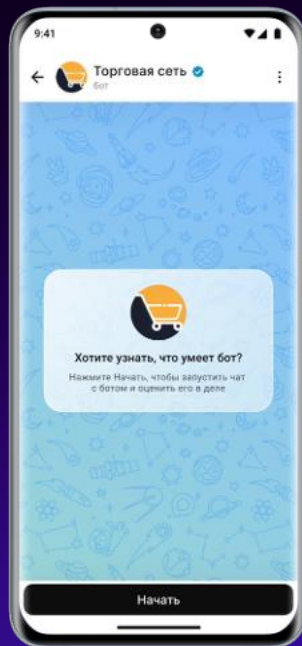 9:41
Торговая сеть
бот
Хотите узнать, что умеет бот?
Нажмите Начать, чтобы запустить чат
с ботом и оценить его в деле
Начать